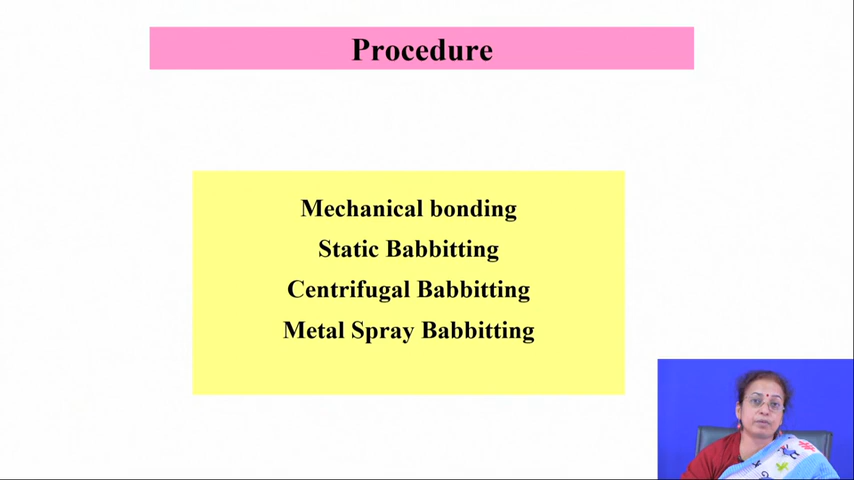 Procedure
Mechanical bonding
Static Babbitting
Centrifugal Babbitting
Metal Spray Babbitting